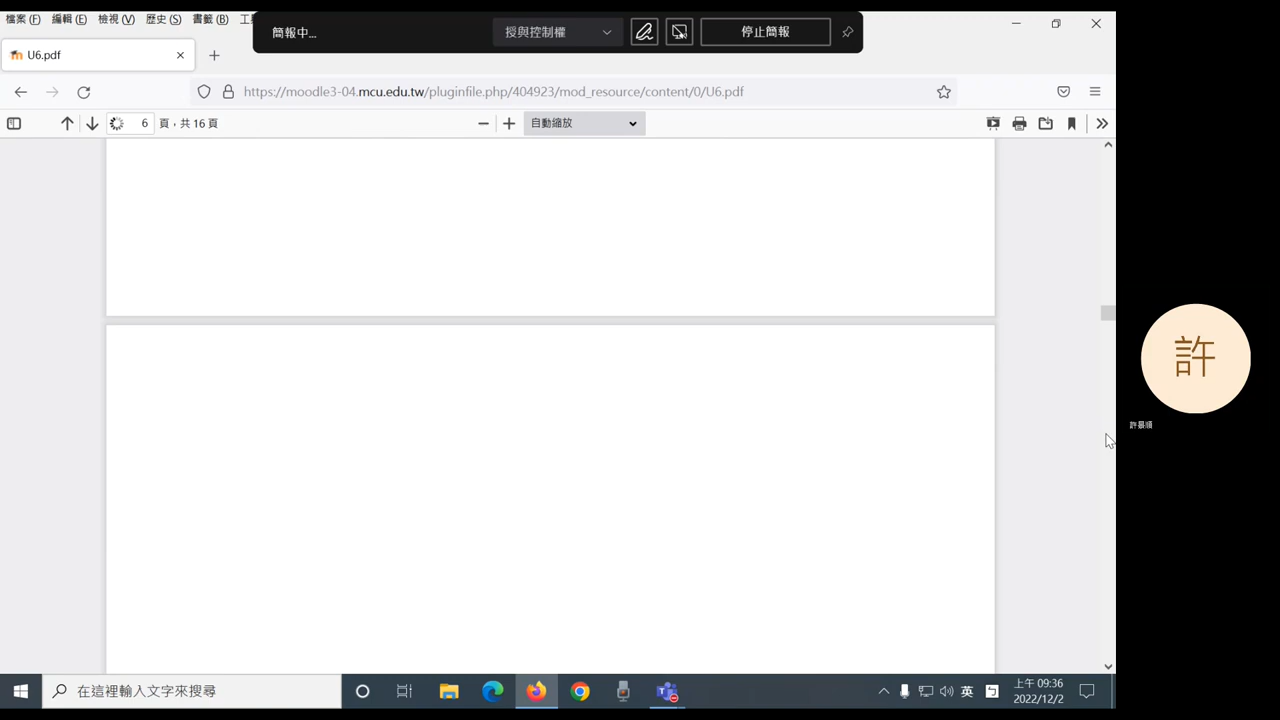 檔案 (F) 編輯 (E) 檢視 (V) 歷史 (S) 書籤 (B) 工
簡報中...
授與控制權
停止簡報
U6.pdf
https://moodle3-04.mcu.edu.tw/pluginfile.php/404923/mod_resource/content/0/U6.pdf
6 頁，共 16 頁
自動縮放
許
許景順
在這裡輸入文字來搜尋
英
上午 09:36
2022/12/2